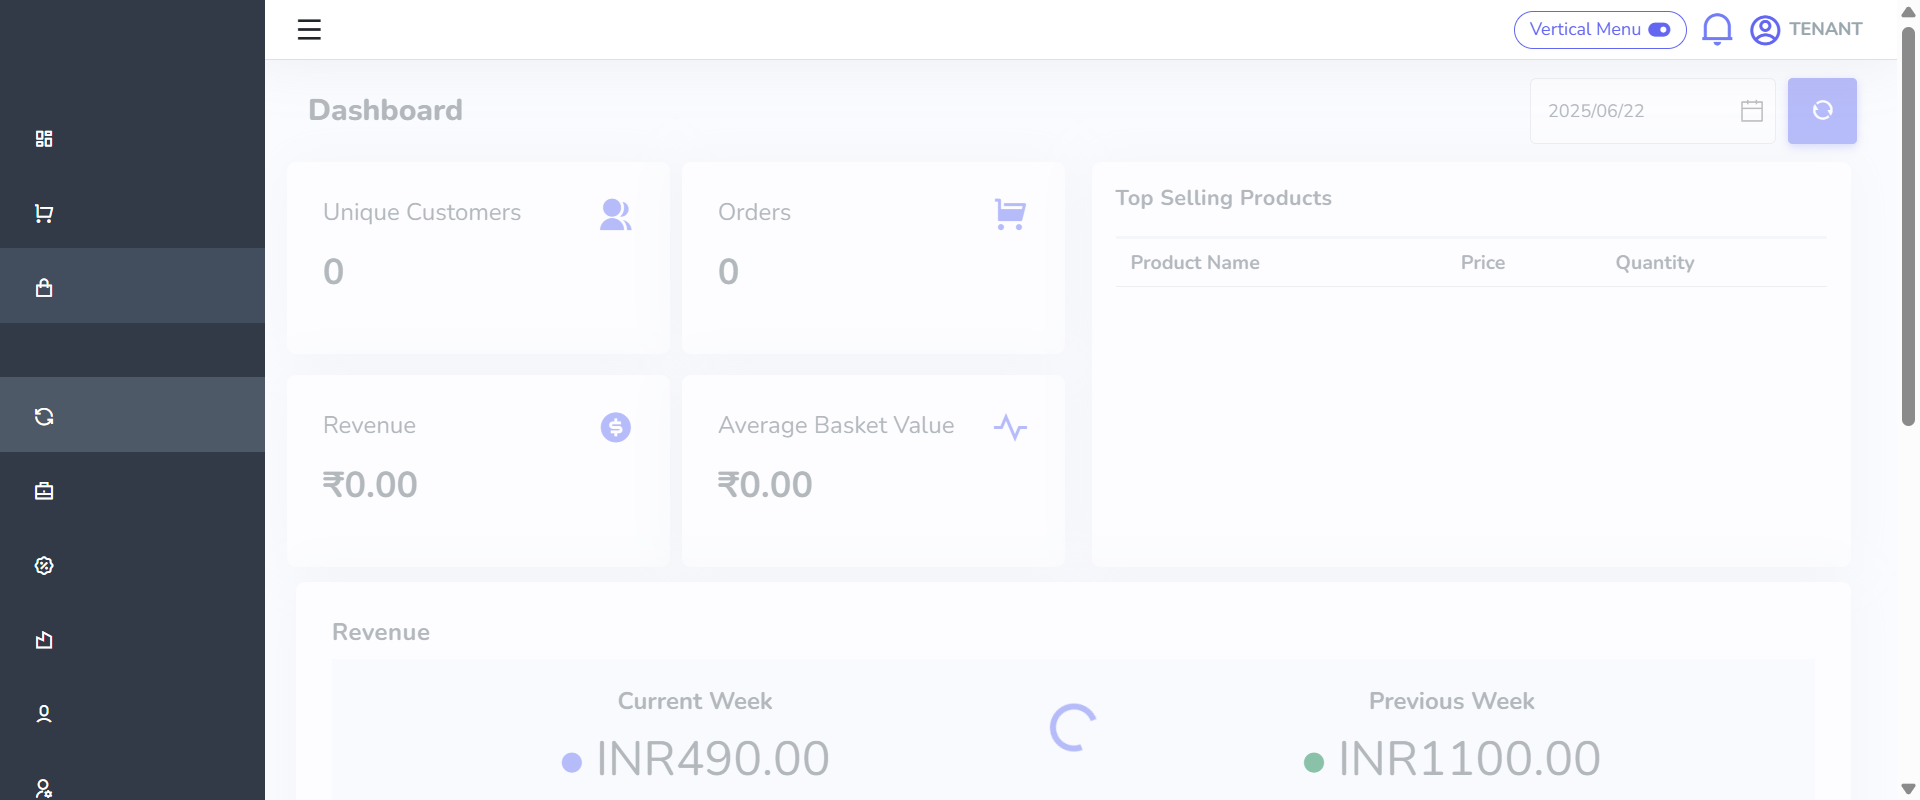 Vertical Menu
TENANT
Dashboard
2025/06/22
Unique Customers
0
Orders
0
Top Selling Products
Product Name Price Quantity
Revenue
₹0.00
Average Basket Value
₹0.00
Revenue
Current Week
INR490.00
Previous Week
INR1100.00